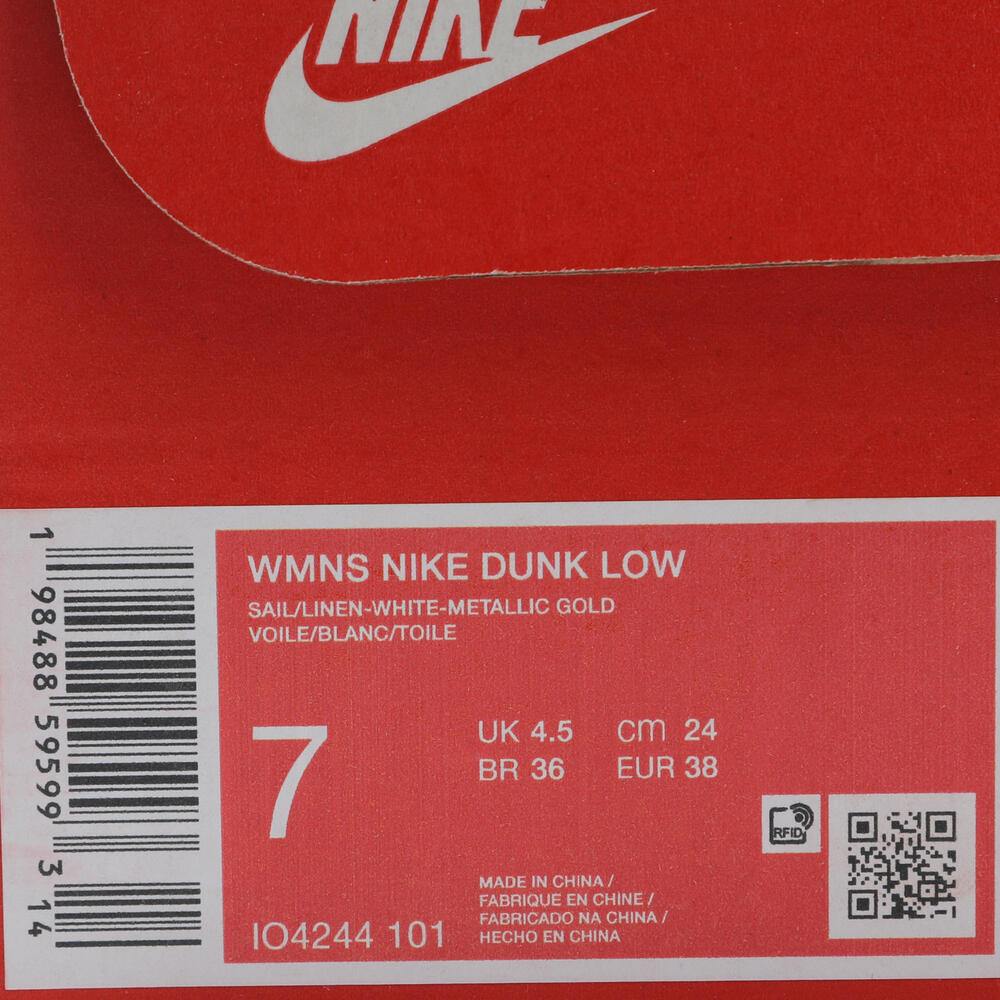 NIKE
WMNS NIKE DUNK LOW
SAIL/LINEN-WHITE-METALLIC GOLD
VOILE/BLANC/TOILE
7
UK 4.5 cm 24
BR 36 EUR 38
RFID
MADE IN CHINA /
FABRIQUE EN CHINE /
FABRICADO NA CHINA /
HECHO EN CHINA
IO4244 101
1 98488 59599 3 14